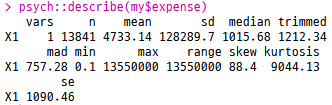 > psych::describe(my$expense)
vars n mean sd median trimmed
X1 1 13841 4733.14 128289.7 1015.68 1212.34
mad min max range skew kurtosis
X1 757.28 0.1 13550000 13550000 88.4 9044.13
se
X1 1090.46